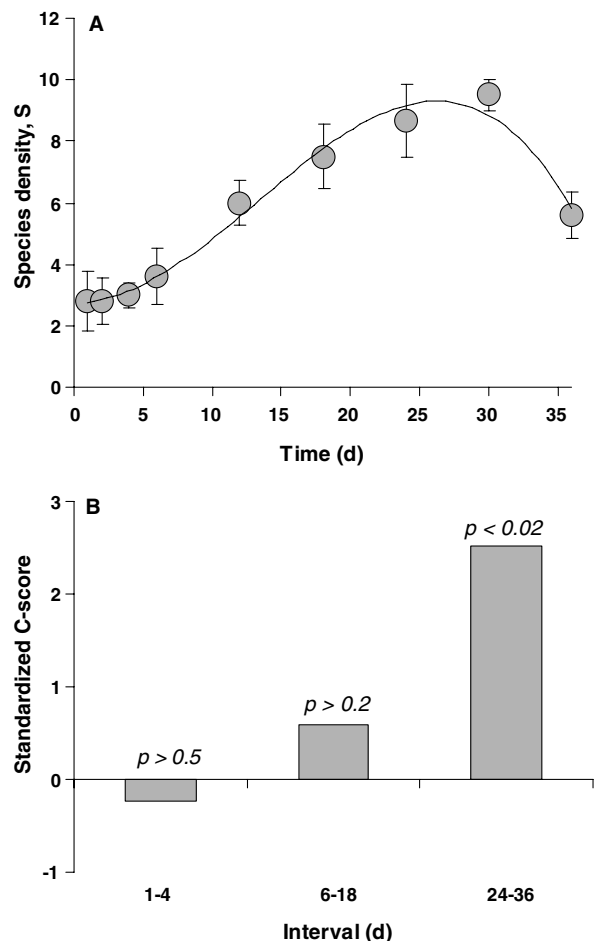 A
Species density, S
12
10
8
6
4
2
0
0 5 10 15 20 25 30 35
Time (d)
B
Standardized C-score
3
2
1
0
-1
p > 0.5
p > 0.2
p < 0.02
1-4 6-18 24-36
Interval (d)